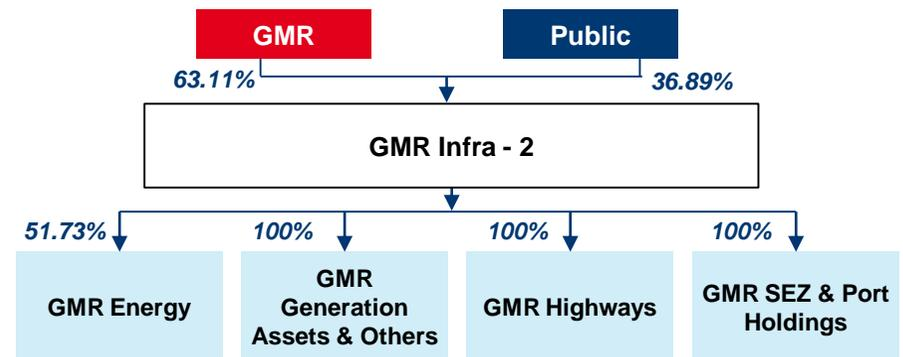 GMR
Public
63.11%
36.89%
GMR Infra - 2
51.73%
100%
100%
100%
GMR Energy
GMR
Generation
Assets & Others
GMR Highways
GMR SEZ & Port
Holdings